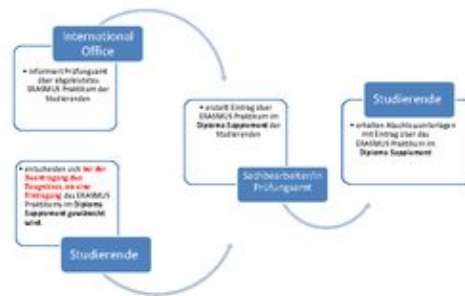 International
Office
• informiert Prüfungsamt
über abgeleistetes
ERASMUS Praktikum der
Studierenden
• entscheiden sich bei der
Beantragung des
Zeugnisses, ob eine
Eintragung des ERASMUS
Praktikums im Diploma
Supplement gewünscht
wird.
Studierende
• erstellt Eintrag über
ERASMUS Praktikum im
Diploma Supplement der
Studierenden
Sachbearbeiter/in
Prüfungsamt
Studierende
• erhalten Abschlussunterlagen
mit Eintrag über das
ERASMUS Praktikum im
Diploma Supplement